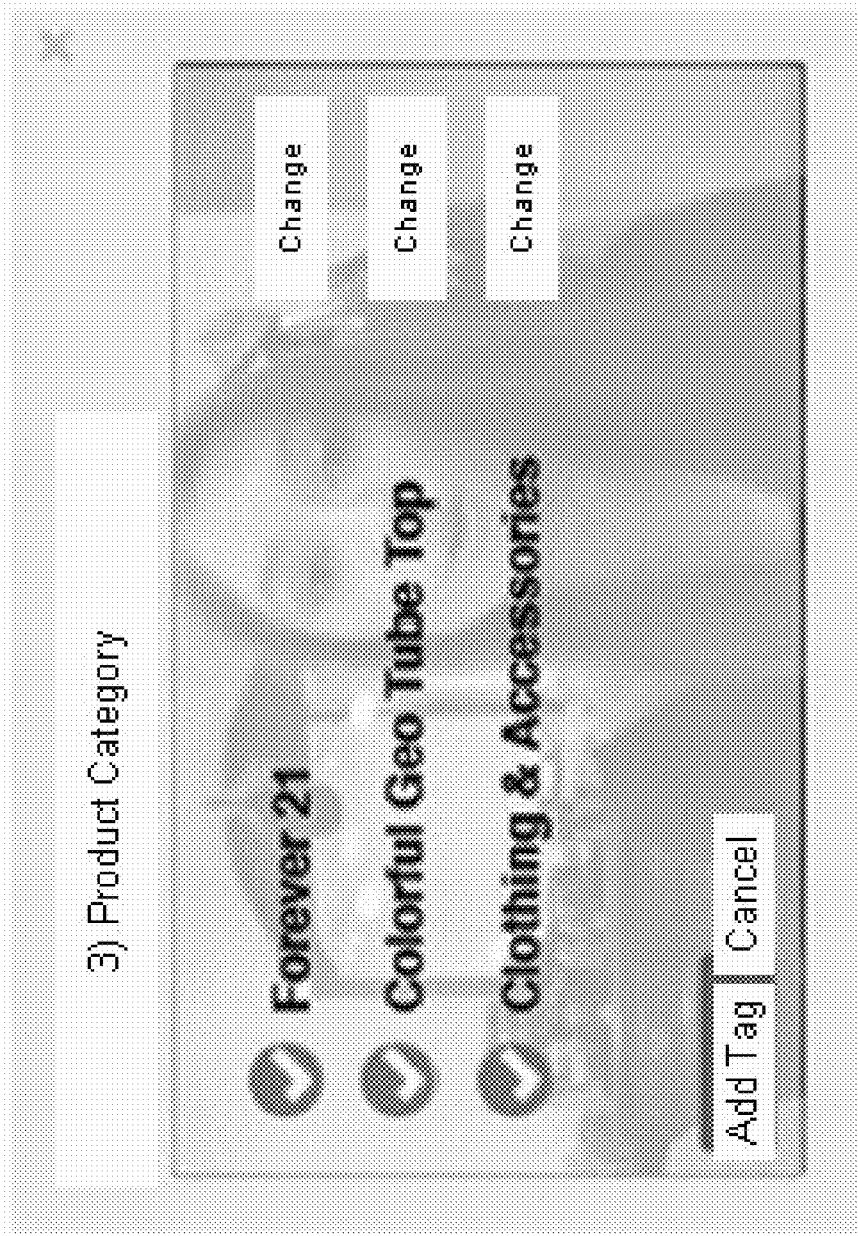 3) Product Category
Forever 21 Change
Colorful Geo Tube Top Change
Clothing & Accessories Change
Add Tag Cancel